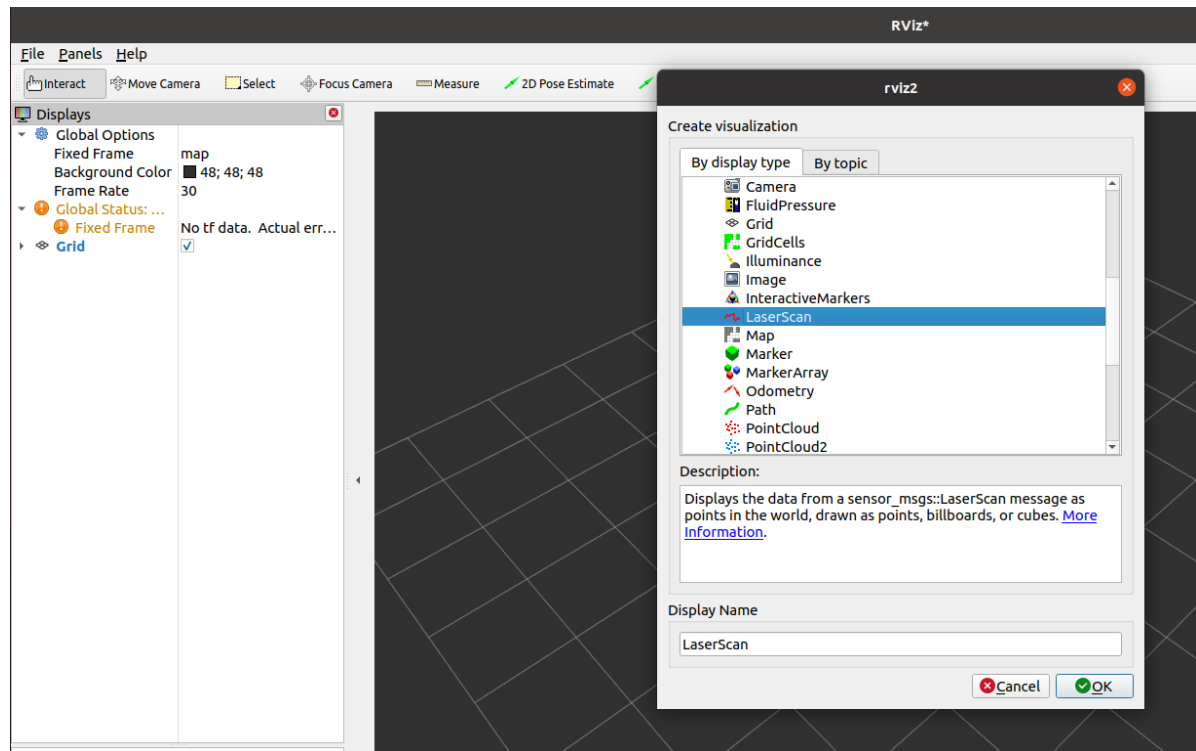 RViz*
File Panels Help
Interact Move Camera Select Focus Camera Measure 2D Pose Estimate
rviz2
Displays
Global Options
Fixed Frame map
Background Color 48; 48; 48
Frame Rate 30
Global Status: ...
Fixed Frame No tf data. Actual err...
Grid
Create visualization
By display type By topic
Camera
FluidPressure
Grid
GridCells
Illuminance
Image
InteractiveMarkers
LaserScan
Map
Marker
MarkerArray
Odometry
Path
PointCloud
PointCloud2
Description:
Displays the data from a sensor_msgs::LaserScan message as
points in the world, drawn as points, billboards, or cubes. More
Information.
Display Name
LaserScan
Cancel OK